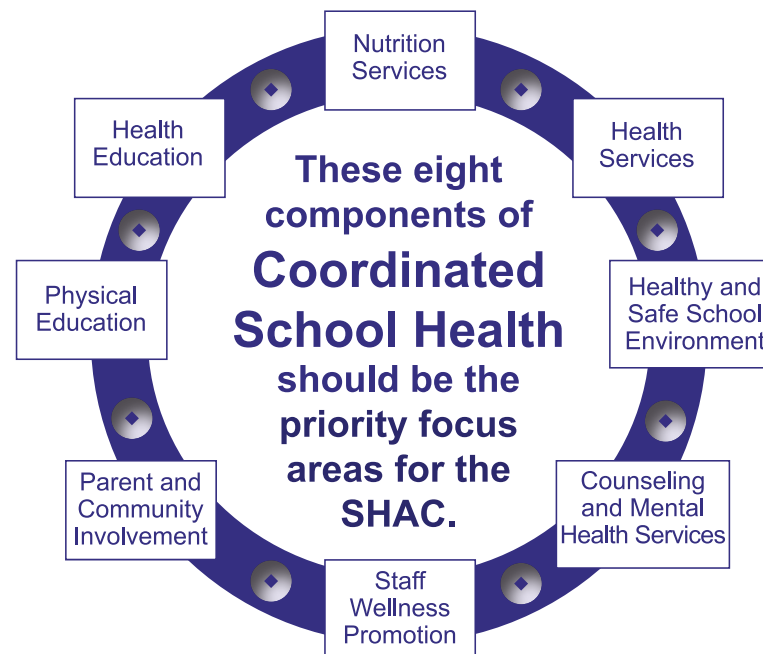 Nutrition
Services
Health
Services
Healthy and
Safe School
Environment
Counseling
and Mental
Health Services
Staff
Wellness
Promotion
Parent and
Community
Involvement
Physical
Education
Health
Education
These eight
components of
Coordinated
School Health
should be the
priority focus
areas for the
SHAC.